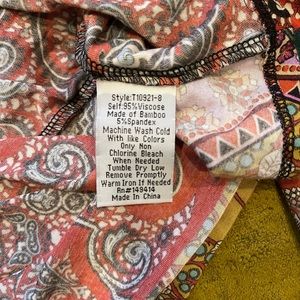 Style:T10921-8
Self:95%Viscose
Made of Bamboo
5%Spandex
Machine Wash Cold
With like Colors
Only Non
Chlorine Bleach
When Needed
Tumble Dry Low
Remove Promptly
Warm Iron If Needed
Rn#149414
Made In China